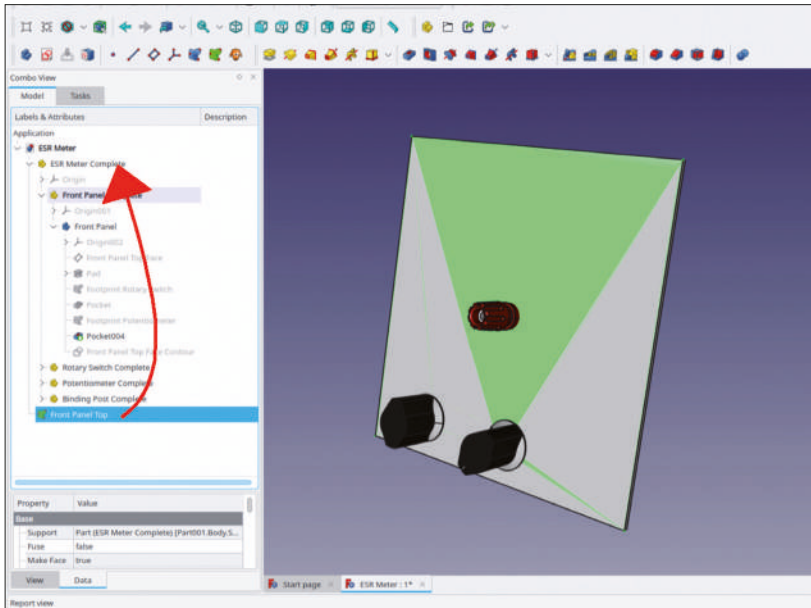 Combo View
Model Tasks
Labels & Attributes Description
Application
ESR Meter
ESR Meter Complete
Origin
Front Panel
Origin001
Front Panel
Origin002
Front Panel Top Face
Pad
Footprint Rotary Switch
Pocket
Footprint Potentiometer
Pocket004
Front Panel Top Face Contour
Rotary Switch Complete
Potentiometer Complete
Binding Post Complete
Front Panel Top
Property Value
Base
Support Part (ESR Meter Complete) [Part001.Body.S...
Fuse false
Make Face true
View Data
Start page ESR Meter : 1*
Report view